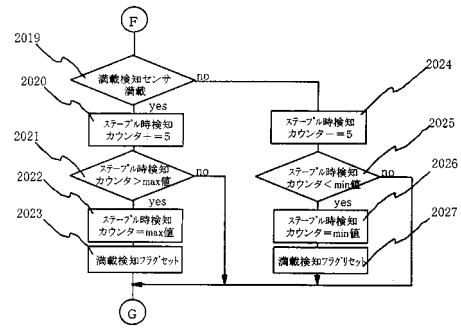 F
2019
満載検知センサ
満載
no
2024
2020
yes
ステープル時検知
カウンター+=5
ステープル時検知
カウンター-=5
2021
2025
ステープル時検知
カウンタ>max値
no
ステープル時検知
カウンタ<min値
no
2026
2022
yes
yes
ステープル時検知
カウンタ=max値
ステープル時検知
カウンタ=min値
2027
2023
満載検知フラグセット
満載検知フラグリセット
G